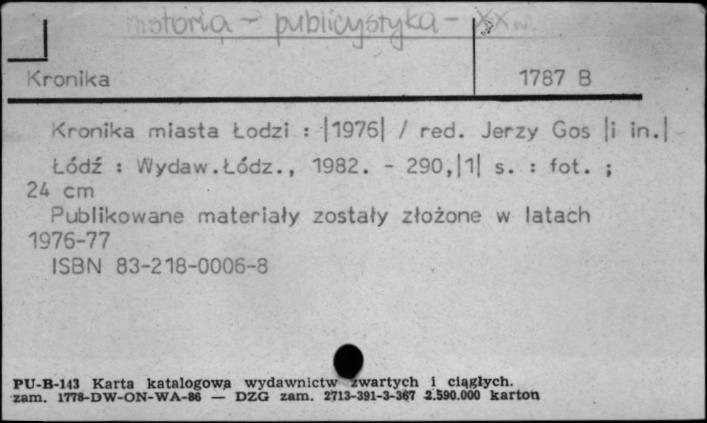 historia - publicystyka - XX w.
Kronika 1787 B
Kronika miasta Łodzi : |1976| / red. Jerzy Gos |i in.| -
Łódź : Wydaw.Łódz., 1982. - 290,|1| s. : fot. ;
24 cm
Publikowane materiały zostały złożone w latach
1976-77
ISBN 83-218-0006-8
PU-B-143 Karta katalogowa wydawnictw zwartych i ciągłych.
zam. 1778-DW-ON-WA-86 — DZG zam. 2713-391-3-367 2.590.000 karton